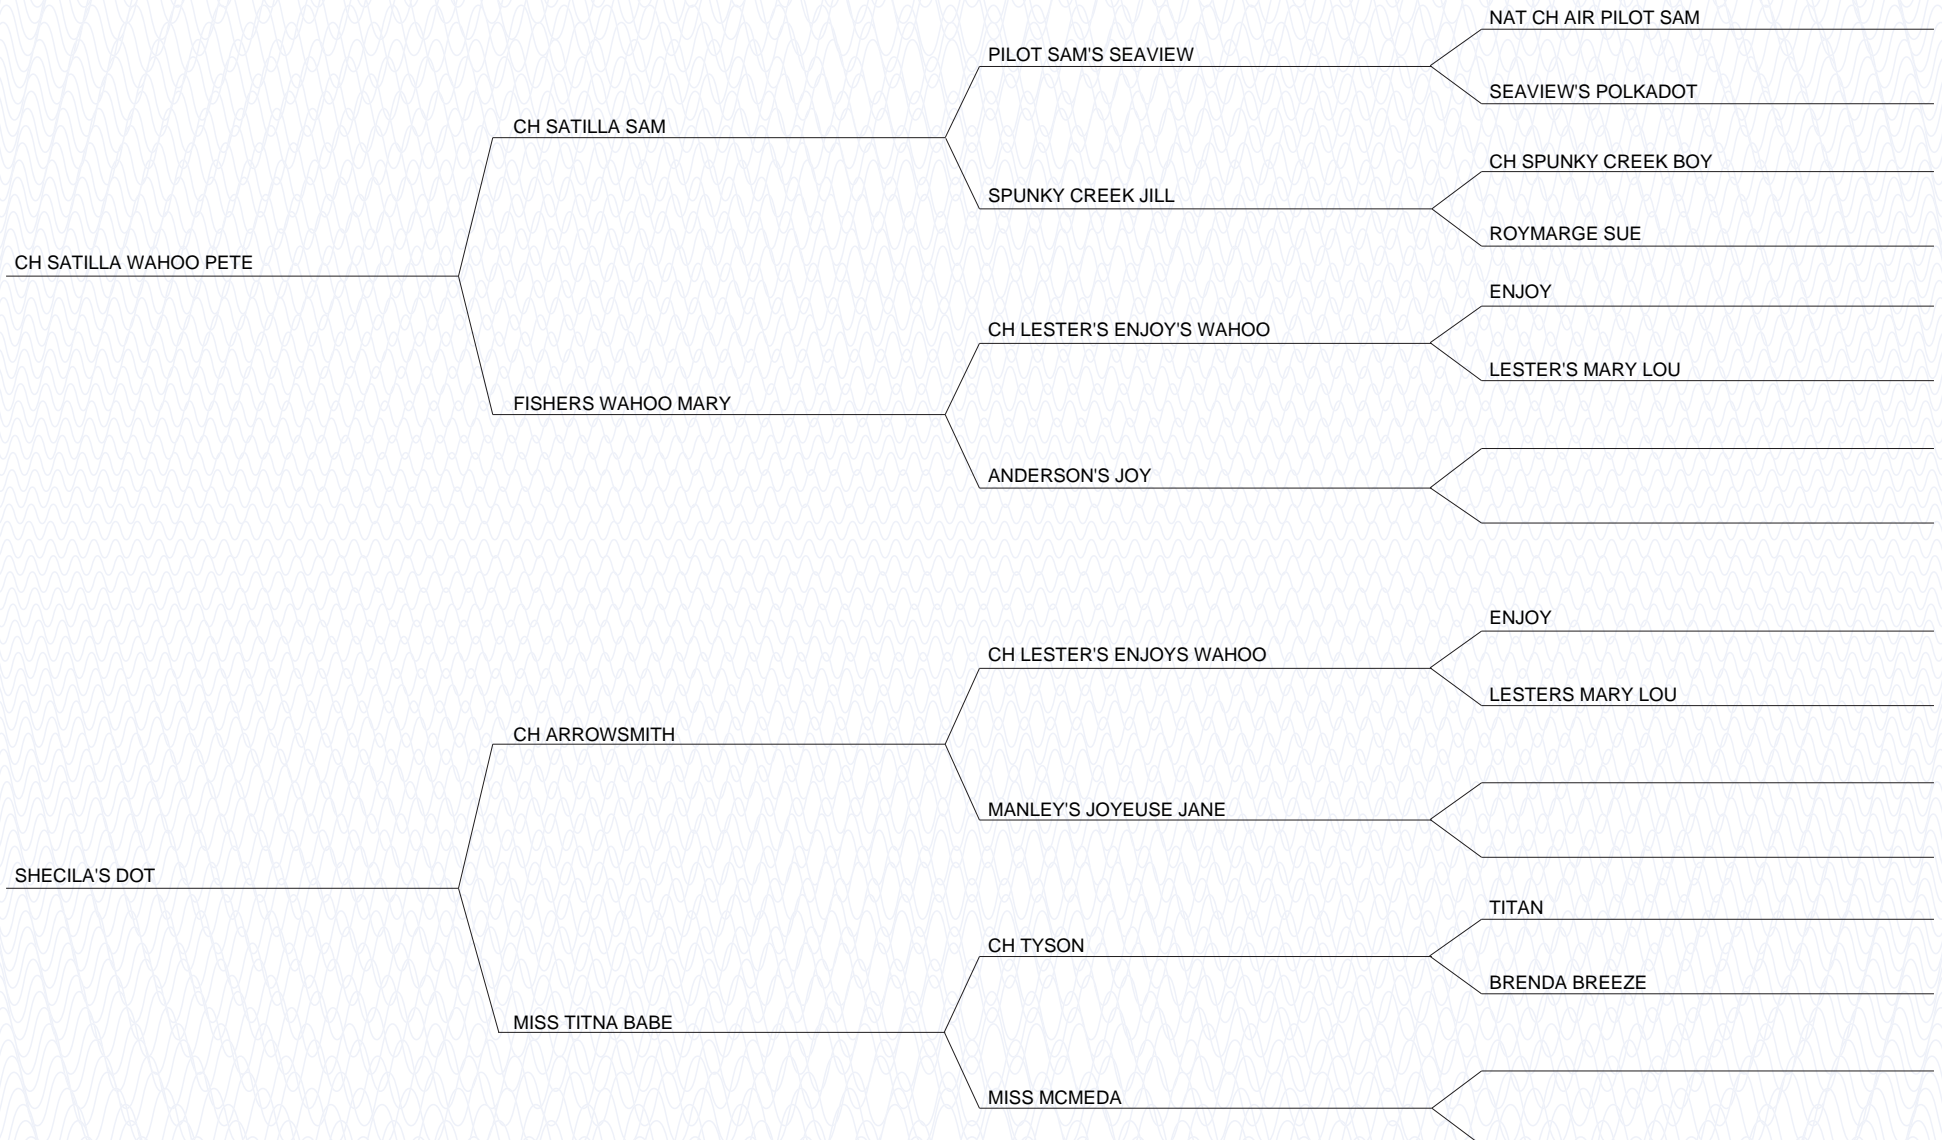 NAT CH AIR PILOT SAM
PILOT SAM'S SEAVIEW
SEAVIEW'S POLKADOT
CH SATILLA SAM
CH SPUNKY CREEK BOY
SPUNKY CREEK JILL
ROYMARGE SUE
CH SATILLA WAHOO PETE
ENJOY
CH LESTER'S ENJOY'S WAHOO
LESTER'S MARY LOU
FISHERS WAHOO MARY
ANDERSON'S JOY
ENJOY
CH LESTER'S ENJOYS WAHOO
LESTERS MARY LOU
CH ARROWSMITH
MANLEY'S JOYEUSE JANE
SHECILA'S DOT
TITAN
CH TYSON
BRENDA BREEZE
MISS TITNA BABE
MISS MCMEDA